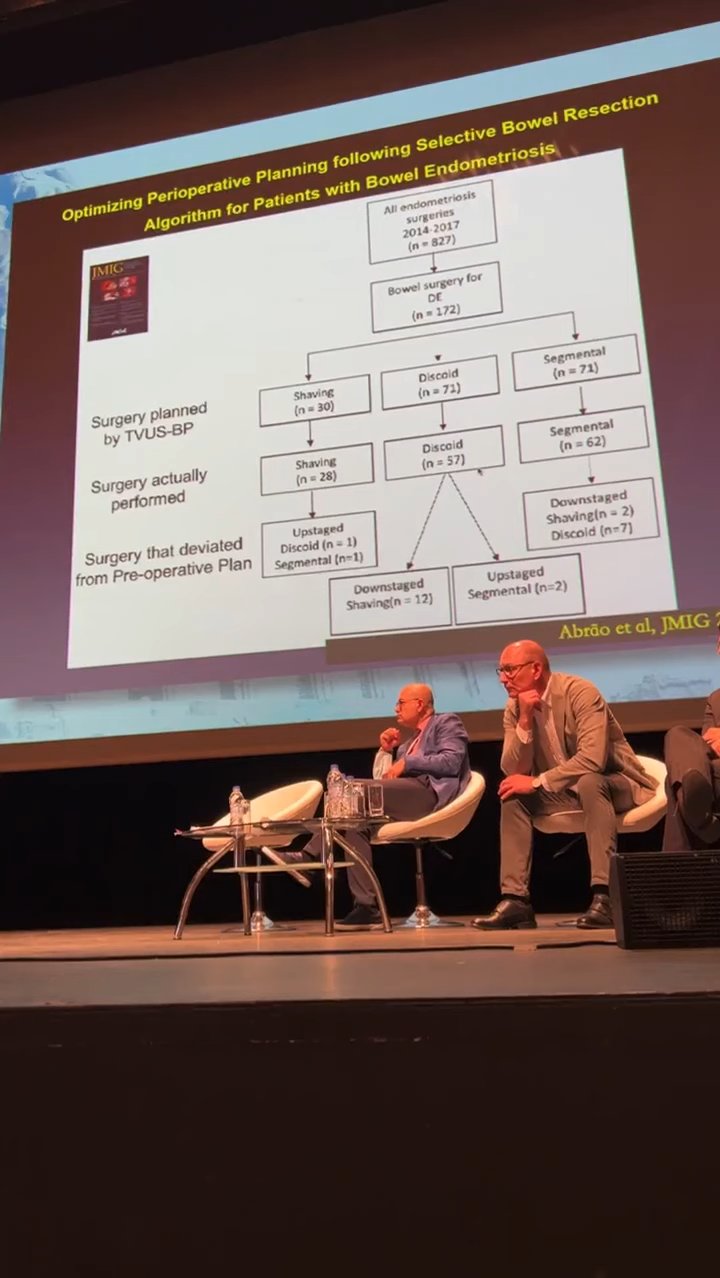 Optimizing Perioperative Planning following Selective Bowel Resection
Algorithm for Patients with Bowel Endometriosis
JMIG
All endometriosis
surgeries
2014-2017
(n = 827)
Bowel surgery for
DE
(n = 172)
Surgery planned
by TVUS-BP
Shaving
(n = 30)
Discoid
(n = 71)
Segmental
(n = 71)
Surgery actually
performed
Shaving
(n = 28)
Discoid
(n = 57)
Segmental
(n = 62)
Surgery that deviated
from Pre-operative Plan
Upstaged
Discoid (n = 1)
Segmental (n=1)
Downstaged
Shaving(n = 12)
Upstaged
Segmental (n=2)
Downstaged
Shaving(n = 2)
Discoid (n=7]
Abrão et al, JMIG